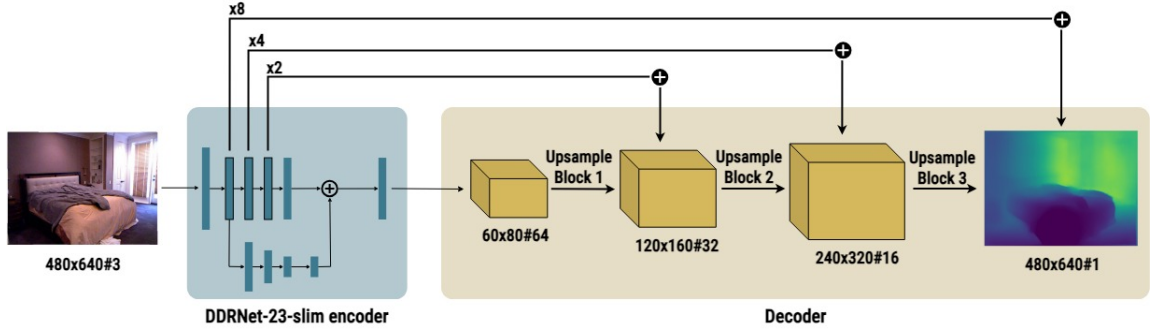 x8
x4
x2
Upsample
Block 1
Upsample
Block 2
Upsample
Block 3
60x80#64
120x160#32
240x320#16
480x640#3
480x640#1
DDRNet-23-slim encoder
Decoder